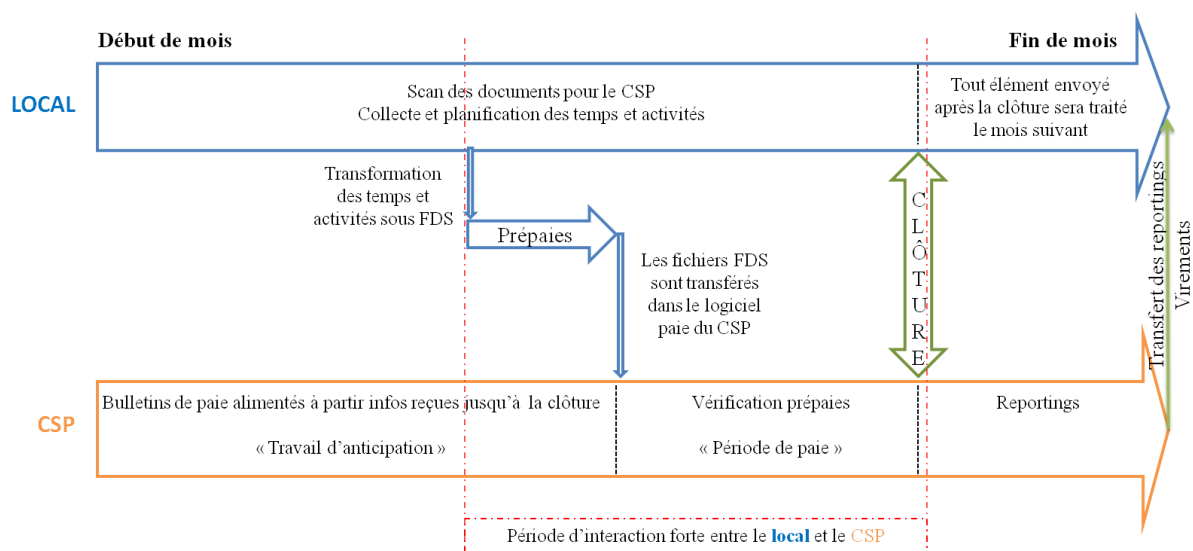 Début de mois
Fin de mois
LOCAL
Scan des documents pour le CSP
Collecte et planification des temps et activités
Tout élément envoyé
après la clôture sera traité
le mois suivant
Transformation
des temps et
activités sous FDS
Prépaies
Les fichiers FDS
sont transférés
dans le logiciel
paie du CSP
CLÔTURE
Transfert des reportings
Virements
CSP
Bulletins de paie alimentés à partir infos reçues jusqu’à la clôture
« Travail d’anticipation »
Vérification prépaies
« Période de paie »
Reportings
Période d’interaction forte entre le local et le CSP